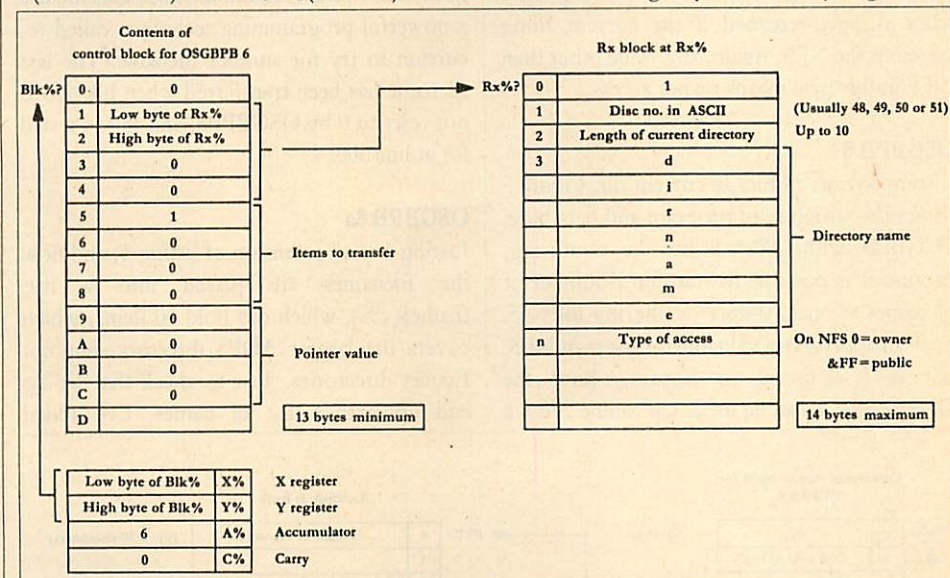 Contents of
control block for OSGBPB 6
Blk%? 0 0
1 Low byte of Rx%
2 High byte of Rx%
3 0
4 0
5 1
6 0
7 0
8 0
9 0
A 0
B 0
C 0
D
Items to transfer
Pointer value
13 bytes minimum
Rx block at Rx%
Rx%? 0 1
1 Disc no. in ASCII (Usually 48, 49, 50 or 51)
2 Length of current directory Up to 10
3 d
i
r
n
a
m
e
Directory name
n Type of access On NFS 0 = owner
&FF = public
14 bytes maximum
Low byte of Blk% X% X register
High byte of Blk% Y% Y register
6 A% Accumulator
0 C% Carry